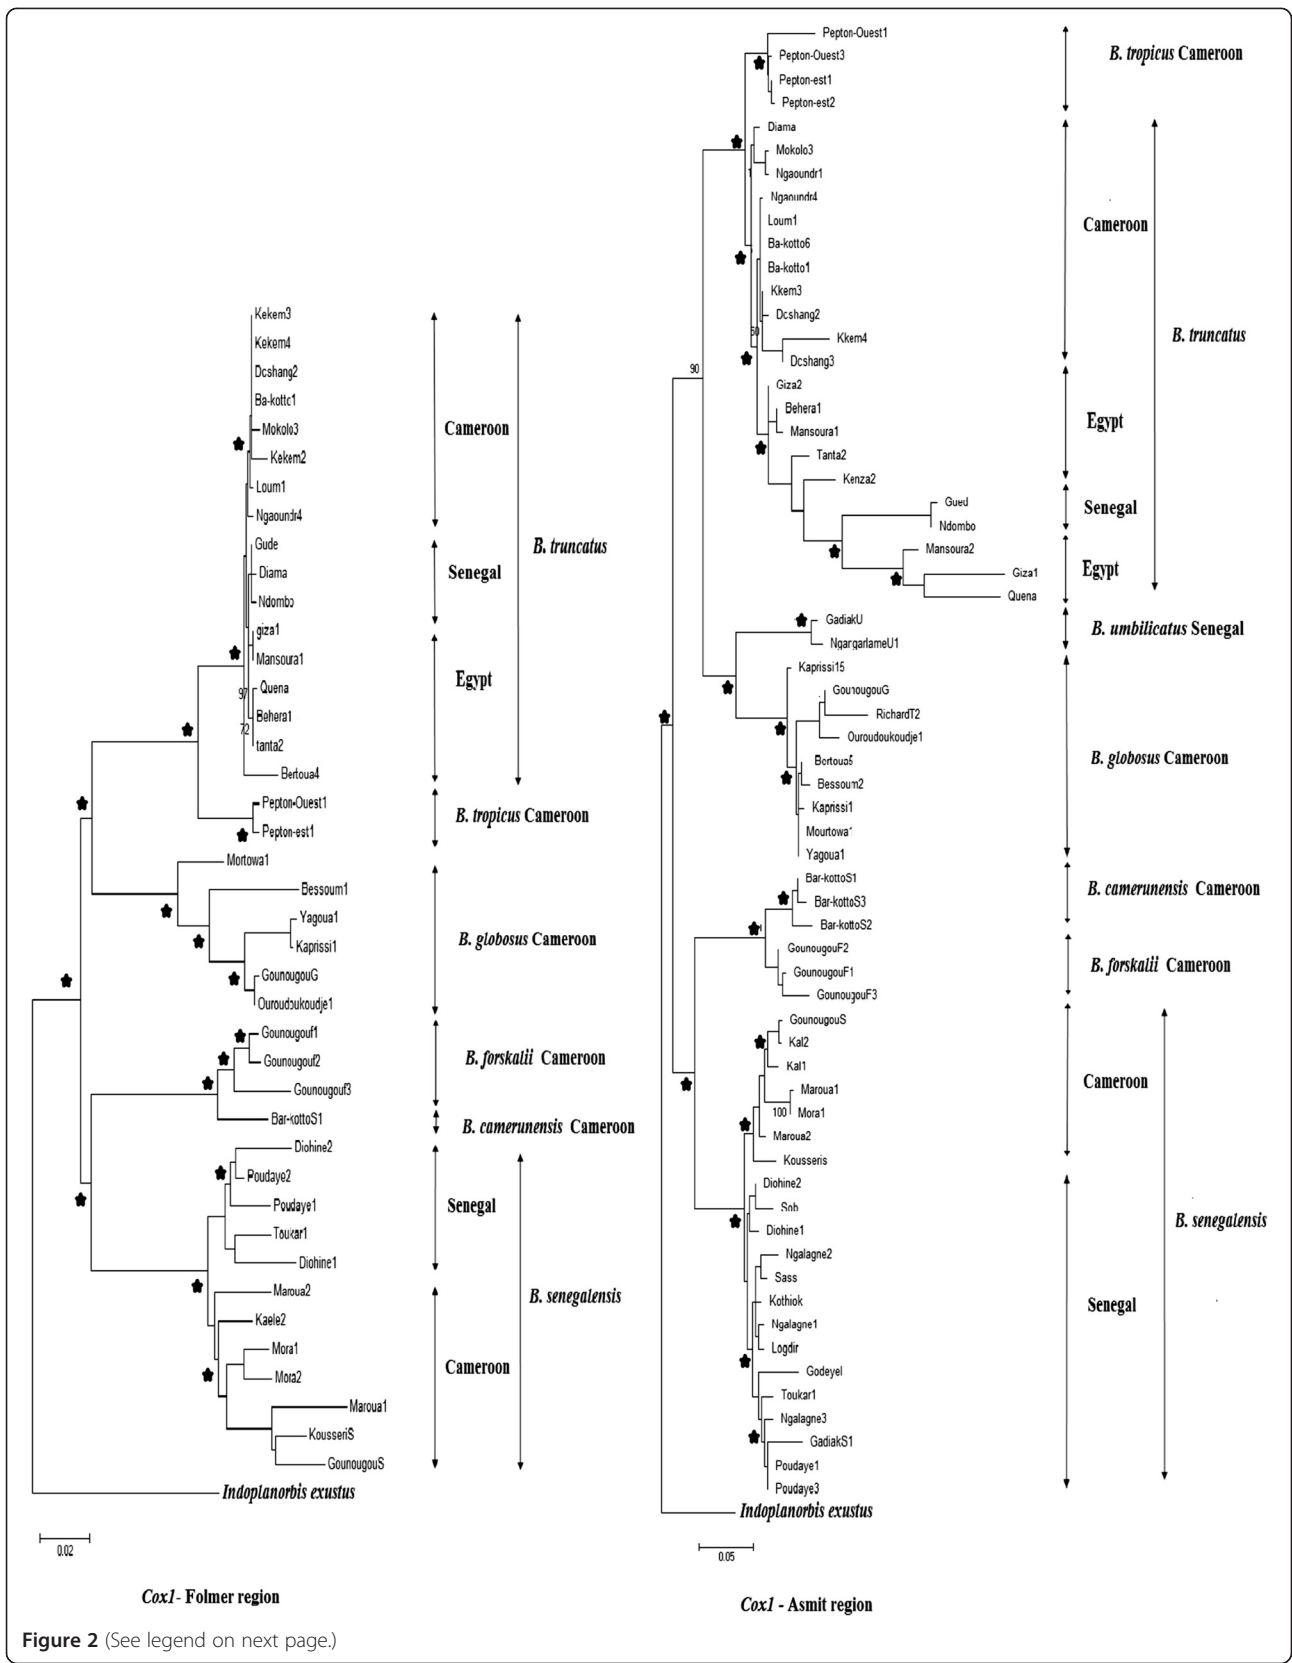 Kekem3
Kekem4
Dcshang2
Ba-kottc1
Mokolo3
Kekem2
Loum1
Ngaoundr4
Cameroon
Gude
Diama
Ndombo
Senegal
B. truncatus
giza1
Mansoura1
97
Quena
Behera1
72
tanta2
Bertoua4
Egypt
Pepton-Ouest1
Pepton-est1
B. tropicus Cameroon
Mortowa1
Bessoum1
Yagoua1
Kaprissi1
GounougouG
Ouroudoukoudje1
B. globosus Cameroon
Gounougouf1
Gounougouf2
Gounougouf3
B. forskalii Cameroon
Bar-kottoS1
B. camerunensis Cameroon
Diohine2
Poudaye2
Poudaye1
Toukar1
Diohine1
Senegal
Maroua2
Kaele2
Mora1
Mora2
Maroua1
KousseriS
GounougouS
Cameroon
B. senegalensis
Indoplanorbis exustus
0.02
Cox1- Folmer region
Pepton-Ouest1
Pepton-Ouest3
Pepton-est1
Pepton-est2
B. tropicus Cameroon
Diama
Mokolo3
Ngaoundr1
Ngaoundr4
Loum1
Ba-kotto6
Ba-kotto1
Kkem3
Dcshang2
Kkem4
Dcshang3
Cameroon
90
Giza2
Behera1
Mansoura1
Tanta2
Kenza2
Egypt
B. truncatus
Gued
Ndombo
Senegal
Mansoura2
Giza1
Quena
Egypt
GadiakU
NgargarlameU1
B. umbilicatus Senegal
Kaprissi15
GounougouG
RichardT2
Ouroudoukoudje1
Bertoua5
Bessoum2
Kaprissi1
Mourtowa1
Yagoua1
B. globosus Cameroon
Bar-kottoS1
Bar-kottoS3
Bar-kottoS2
B. camerunensis Cameroon
GounougouF2
GounougouF1
GounougouF3
B. forskalii Cameroon
GounougouS
Kal2
Kal1
Maroua1
100
Mora1
Maroua2
Kousseris
Cameroon
Diohine2
Sob
Diohine1
Ngalagne2
Sass
Kothiok
Ngalagne1
Logdir
Godeyel
Toukar1
Ngalagne3
GadiakS1
Poudaye1
Poudaye3
Senegal
B. senegalensis
Indoplanorbis exustus
0.05
Cox1 - Asmit region
Figure 2 (See legend on next page.)